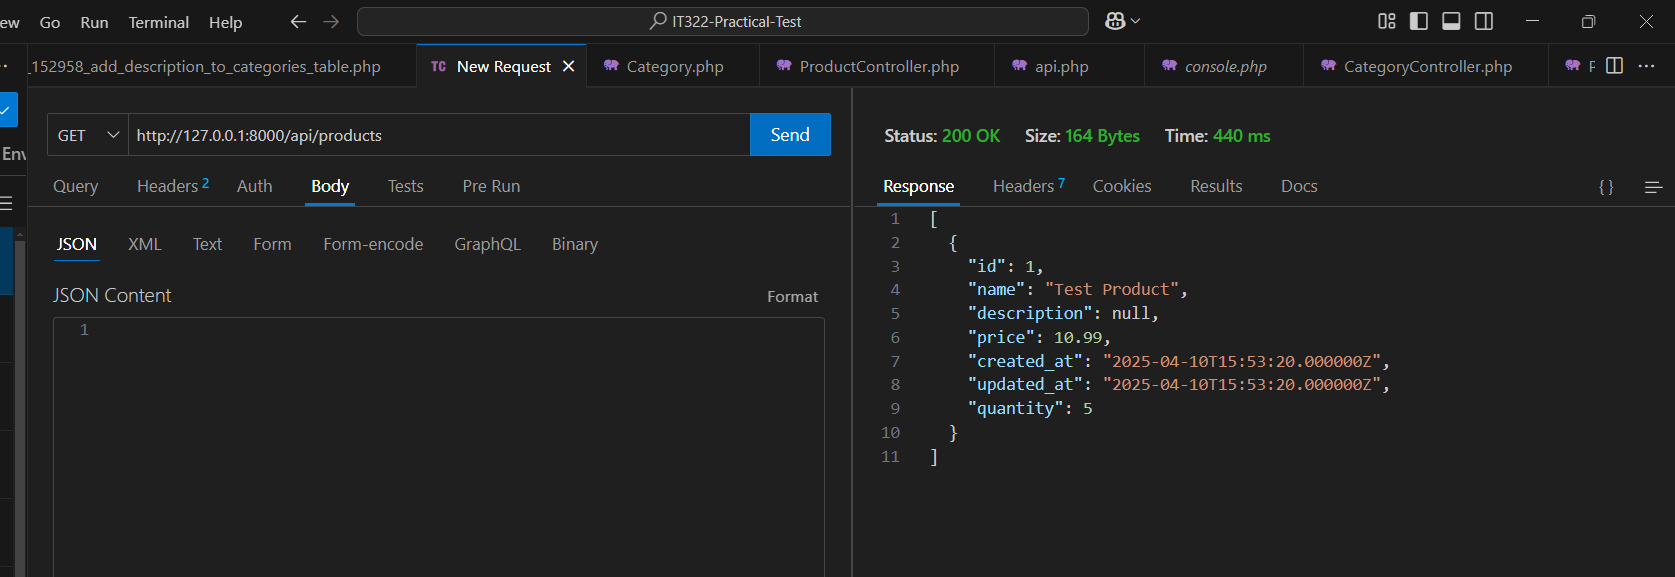 ew Go Run Terminal Help IT322-Practical-Test
_152958_add_description_to_categories_table.php TC New Request Category.php ProductController.php api.php console.php CategoryController.php
GET http://127.0.0.1:8000/api/products Send
Status: 200 OK Size: 164 Bytes Time: 440 ms
Env
Query Headers 2 Auth Body Tests Pre Run
Response Headers 7 Cookies Results Docs {}
JSON XML Text Form Form-encode GraphQL Binary
JSON Content Format
1
1 [
2 {
3 "id": 1,
4 "name": "Test Product",
5 "description": null,
6 "price": 10.99,
7 "created_at": "2025-04-10T15:53:20.000000Z",
8 "updated_at": "2025-04-10T15:53:20.000000Z",
9 "quantity": 5
10 }
11 ]